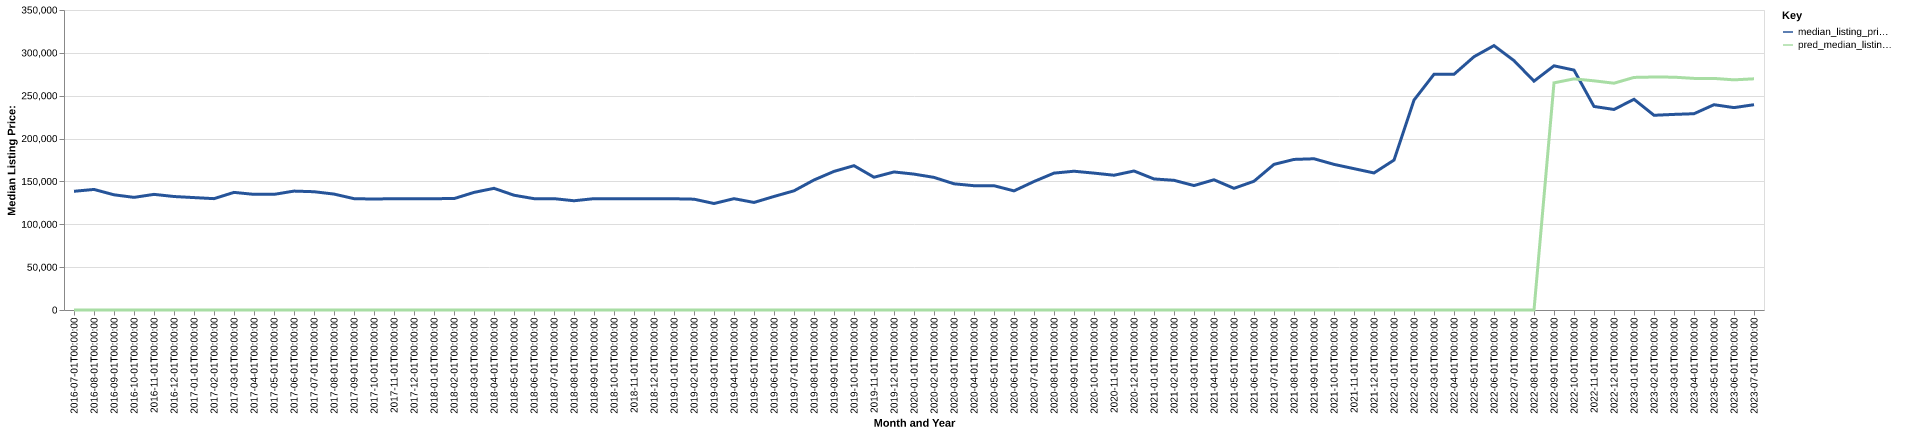 350,000
300,000
250,000
200,000
150,000
100,000
50,000
0
Median Listing Price:
2016-07-01T00:00:00
2016-08-01T00:00:00
2016-09-01T00:00:00
2016-10-01T00:00:00
2016-11-01T00:00:00
2016-12-01T00:00:00
2017-01-01T00:00:00
2017-02-01T00:00:00
2017-03-01T00:00:00
2017-04-01T00:00:00
2017-05-01T00:00:00
2017-06-01T00:00:00
2017-07-01T00:00:00
2017-08-01T00:00:00
2017-09-01T00:00:00
2017-10-01T00:00:00
2017-11-01T00:00:00
2017-12-01T00:00:00
2018-01-01T00:00:00
2018-02-01T00:00:00
2018-03-01T00:00:00
2018-04-01T00:00:00
2018-05-01T00:00:00
2018-06-01T00:00:00
2018-07-01T00:00:00
2018-08-01T00:00:00
2018-09-01T00:00:00
2018-10-01T00:00:00
2018-11-01T00:00:00
2018-12-01T00:00:00
2019-01-01T00:00:00
2019-02-01T00:00:00
2019-03-01T00:00:00
2019-04-01T00:00:00
2019-05-01T00:00:00
2019-06-01T00:00:00
2019-07-01T00:00:00
2019-08-01T00:00:00
2019-09-01T00:00:00
2019-10-01T00:00:00
2019-11-01T00:00:00
2019-12-01T00:00:00
2020-01-01T00:00:00
2020-02-01T00:00:00
2020-03-01T00:00:00
2020-04-01T00:00:00
2020-05-01T00:00:00
2020-06-01T00:00:00
2020-07-01T00:00:00
2020-08-01T00:00:00
2020-09-01T00:00:00
2020-10-01T00:00:00
2020-11-01T00:00:00
2020-12-01T00:00:00
2021-01-01T00:00:00
2021-02-01T00:00:00
2021-03-01T00:00:00
2021-04-01T00:00:00
2021-05-01T00:00:00
2021-06-01T00:00:00
2021-07-01T00:00:00
2021-08-01T00:00:00
2021-09-01T00:00:00
2021-10-01T00:00:00
2021-11-01T00:00:00
2021-12-01T00:00:00
2022-01-01T00:00:00
2022-02-01T00:00:00
2022-03-01T00:00:00
2022-04-01T00:00:00
2022-05-01T00:00:00
2022-06-01T00:00:00
2022-07-01T00:00:00
2022-08-01T00:00:00
2022-09-01T00:00:00
2022-10-01T00:00:00
2022-11-01T00:00:00
2022-12-01T00:00:00
2023-01-01T00:00:00
2023-02-01T00:00:00
2023-03-01T00:00:00
2023-04-01T00:00:00
2023-05-01T00:00:00
2023-06-01T00:00:00
2023-07-01T00:00:00
Month and Year
Key
median_listing_pri…
pred_median_listin…